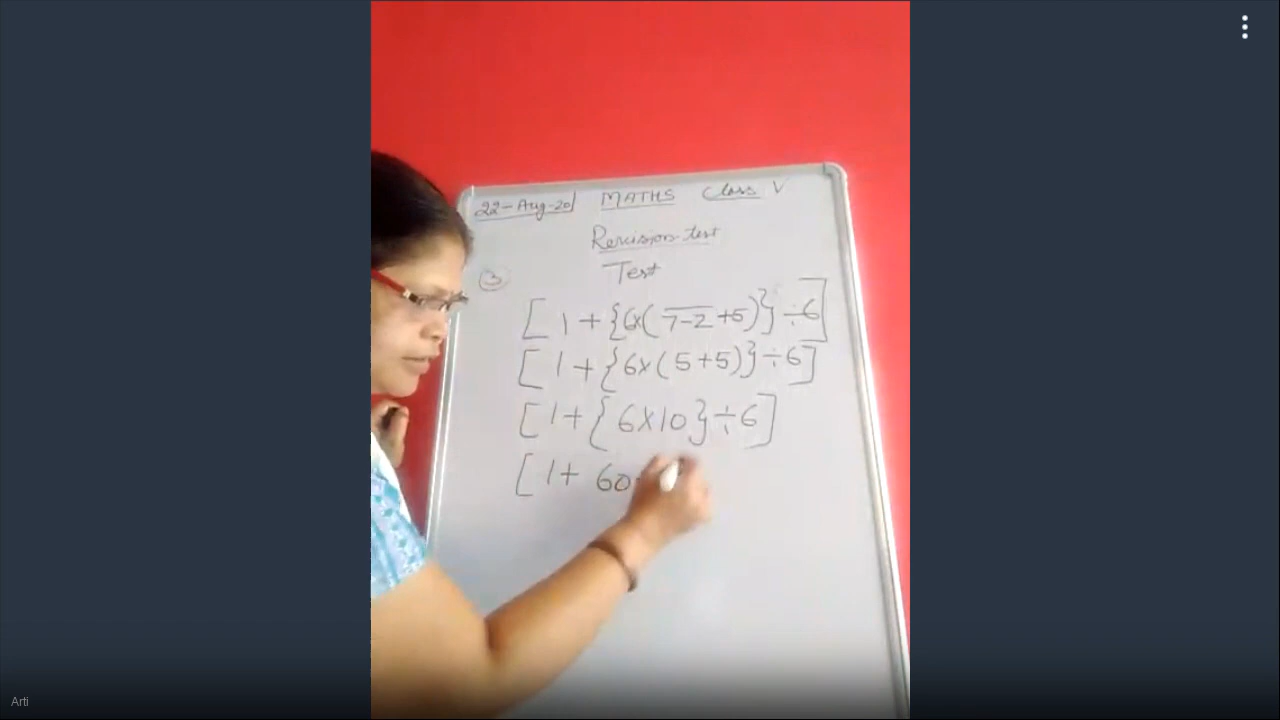 22-Aug-20 MATHS Class V
Revision test
Test
3
[ 1 + {6x( 7̅-̅2̅ +5)} ÷6]
[ 1 + {6x( 5+5)} ÷6]
[ 1+ { 6x10} ÷6]
[ 1+ 60
Arti